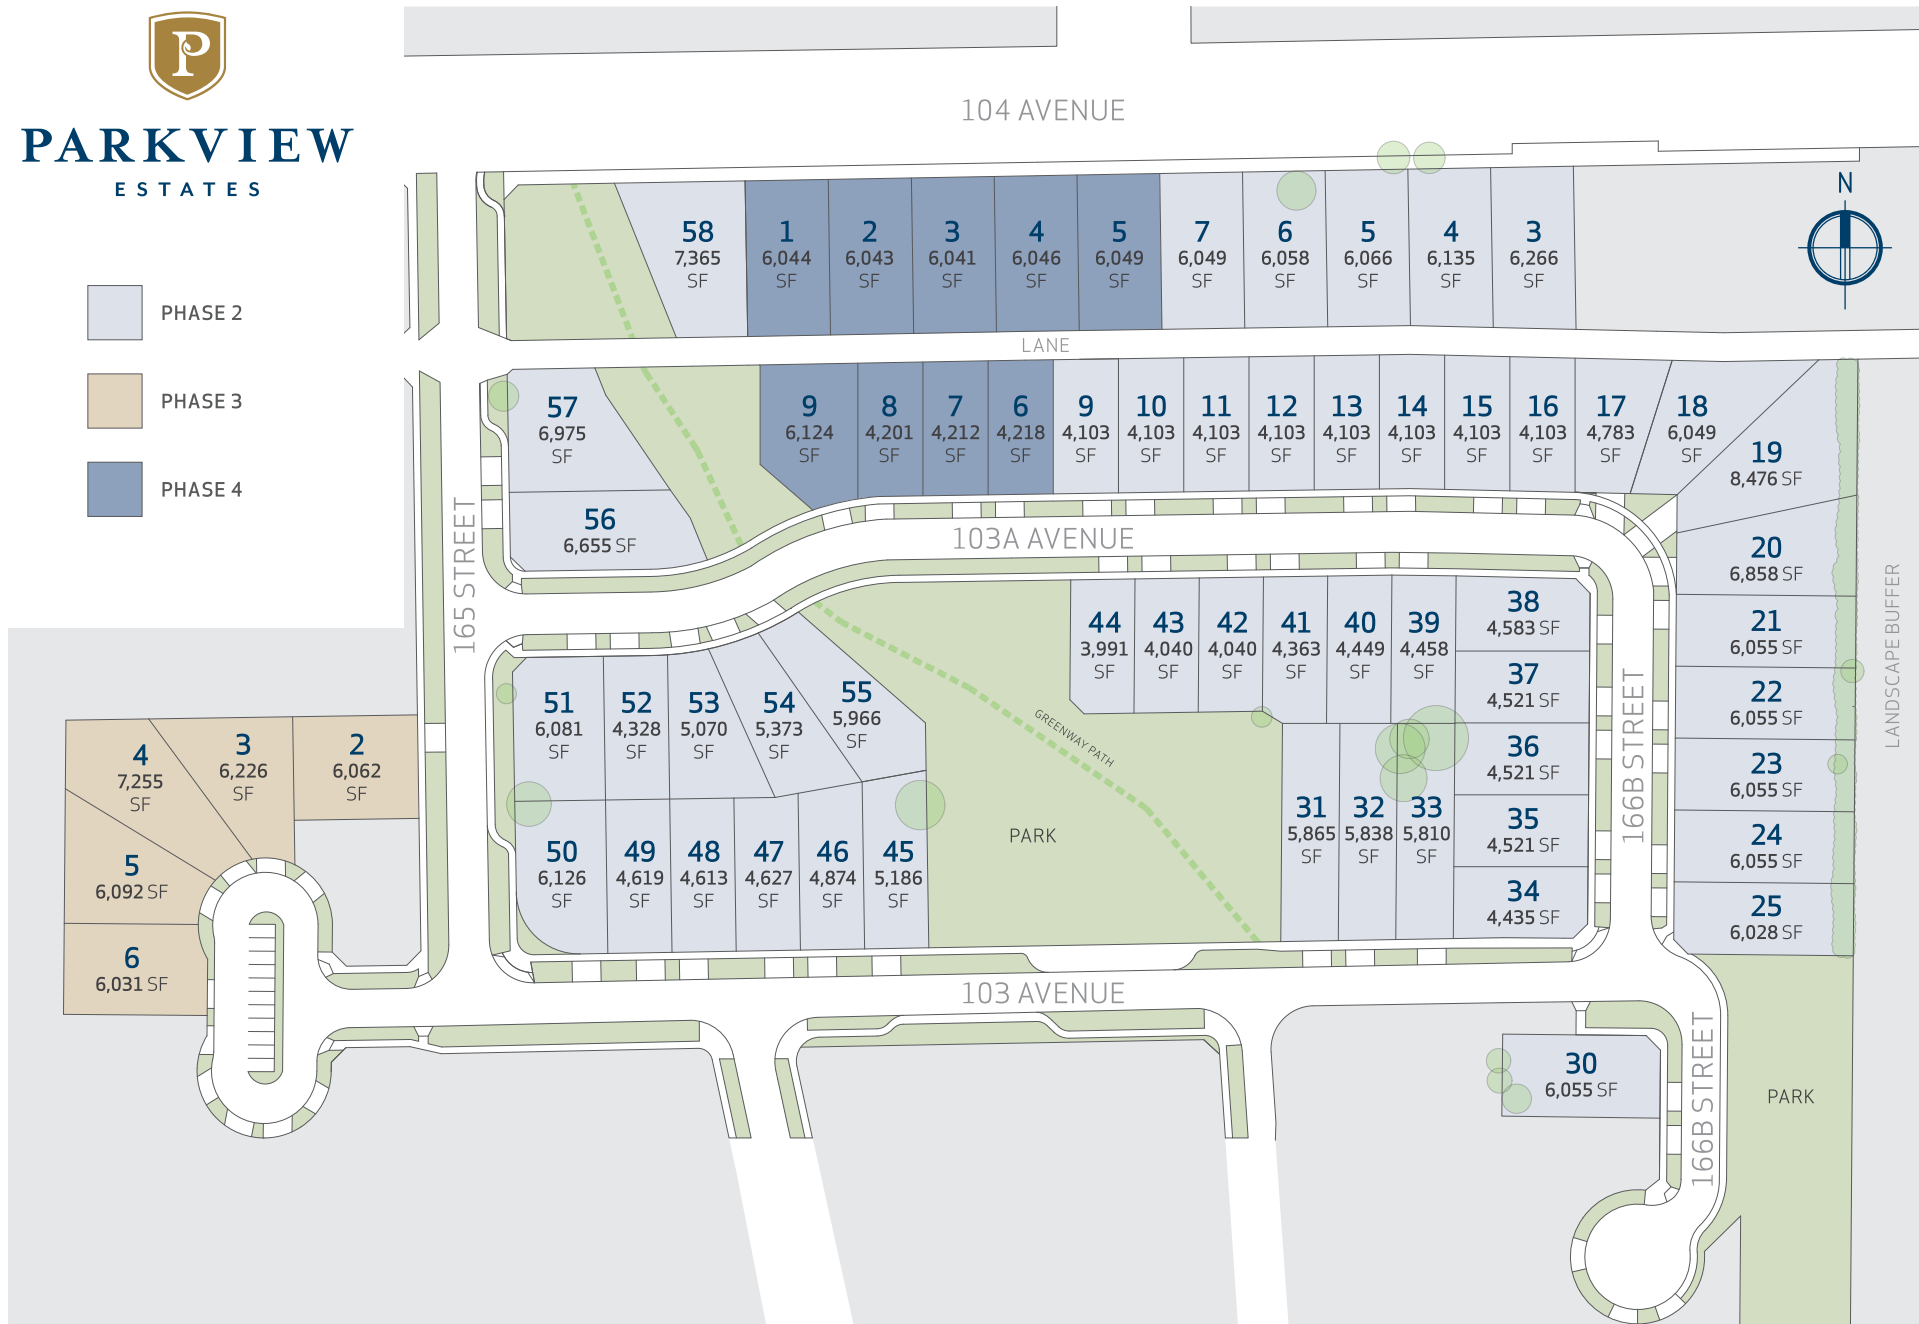 P
PARKVIEW
ESTATES
PHASE 2
PHASE 3
PHASE 4
104 AVENUE
N
58
7,365
SF
1
6,044
SF
2
6,043
SF
3
6,041
SF
4
6,046
SF
5
6,049
SF
7
6,049
SF
6
6,058
SF
5
6,066
SF
4
6,135
SF
3
6,266
SF
LANE
57
6,975
SF
56
6,655 SF
9
6,124
SF
8
4,201
SF
7
4,212
SF
6
4,218
SF
9
4,103
SF
10
4,103
SF
11
4,103
SF
12
4,103
SF
13
4,103
SF
14
4,103
SF
15
4,103
SF
16
4,103
SF
17
4,783
SF
18
6,049
SF
19
8,476 SF
20
6,858 SF
21
6,055 SF
22
6,055 SF
23
6,055 SF
24
6,055 SF
25
6,028 SF
LANDSCAPE BUFFER
165 STREET
103A AVENUE
44
3,991
SF
43
4,040
SF
42
4,040
SF
41
4,363
SF
40
4,449
SF
39
4,458
SF
38
4,583 SF
37
4,521 SF
36
4,521 SF
35
4,521 SF
34
4,435 SF
166B STREET
51
6,081
SF
52
4,328
SF
53
5,070
SF
54
5,373
SF
55
5,966
SF
GREENWAY PATH
PARK
31
5,865
SF
32
5,838
SF
33
5,810
SF
50
6,126
SF
49
4,619
SF
48
4,613
SF
47
4,627
SF
46
4,874
SF
45
5,186
SF
4
7,255
SF
3
6,226
SF
2
6,062
SF
5
6,092 SF
6
6,031 SF
103 AVENUE
30
6,055 SF
166B STREET
PARK